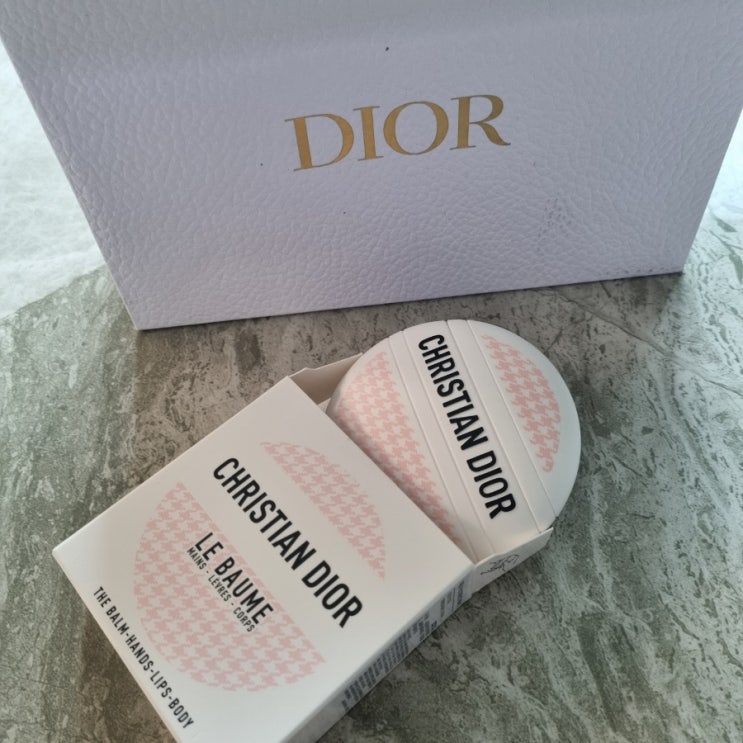 DIOR
CHRISTIAN DIOR
CHRISTIAN DIOR
LE BAUME
MAINS - LÈVRES - CORPS
THE BALM-HANDS-LIPS-BODY